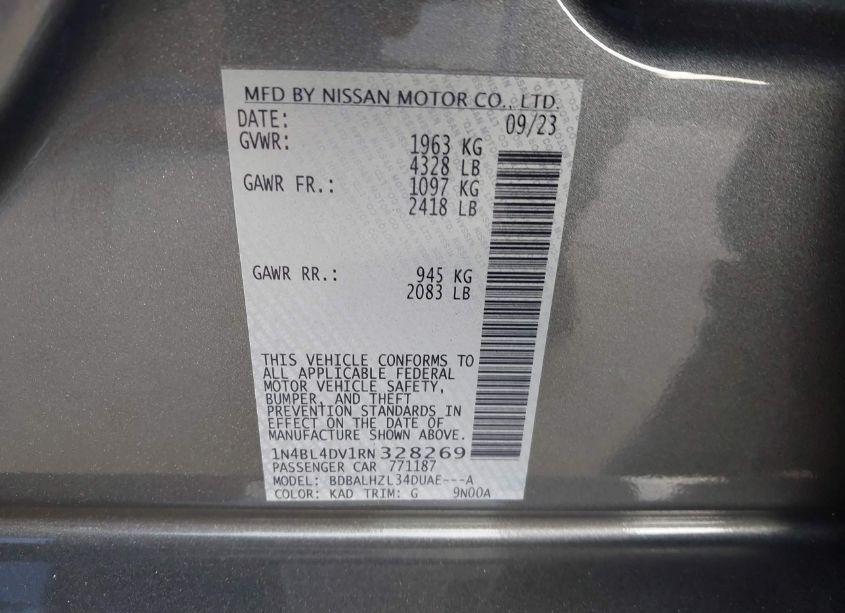 MFD BY NISSAN MOTOR CO., LTD.
DATE: 09/23
GVWR: 1963 KG
4328 LB
GAWR FR.: 1097 KG
2418 LB
GAWR RR.: 945 KG
2083 LB
THIS VEHICLE CONFORMS TO
ALL APPLICABLE FEDERAL
MOTOR VEHICLE SAFETY,
BUMPER, AND THEFT
PREVENTION STANDARDS IN
EFFECT ON THE DATE OF
MANUFACTURE SHOWN ABOVE.
1N4BL4DV1RN328269
PASSENGER CAR 771187
MODEL: BDBALHZL34DUAE---A
COLOR: KAD TRIM: G 9N00A